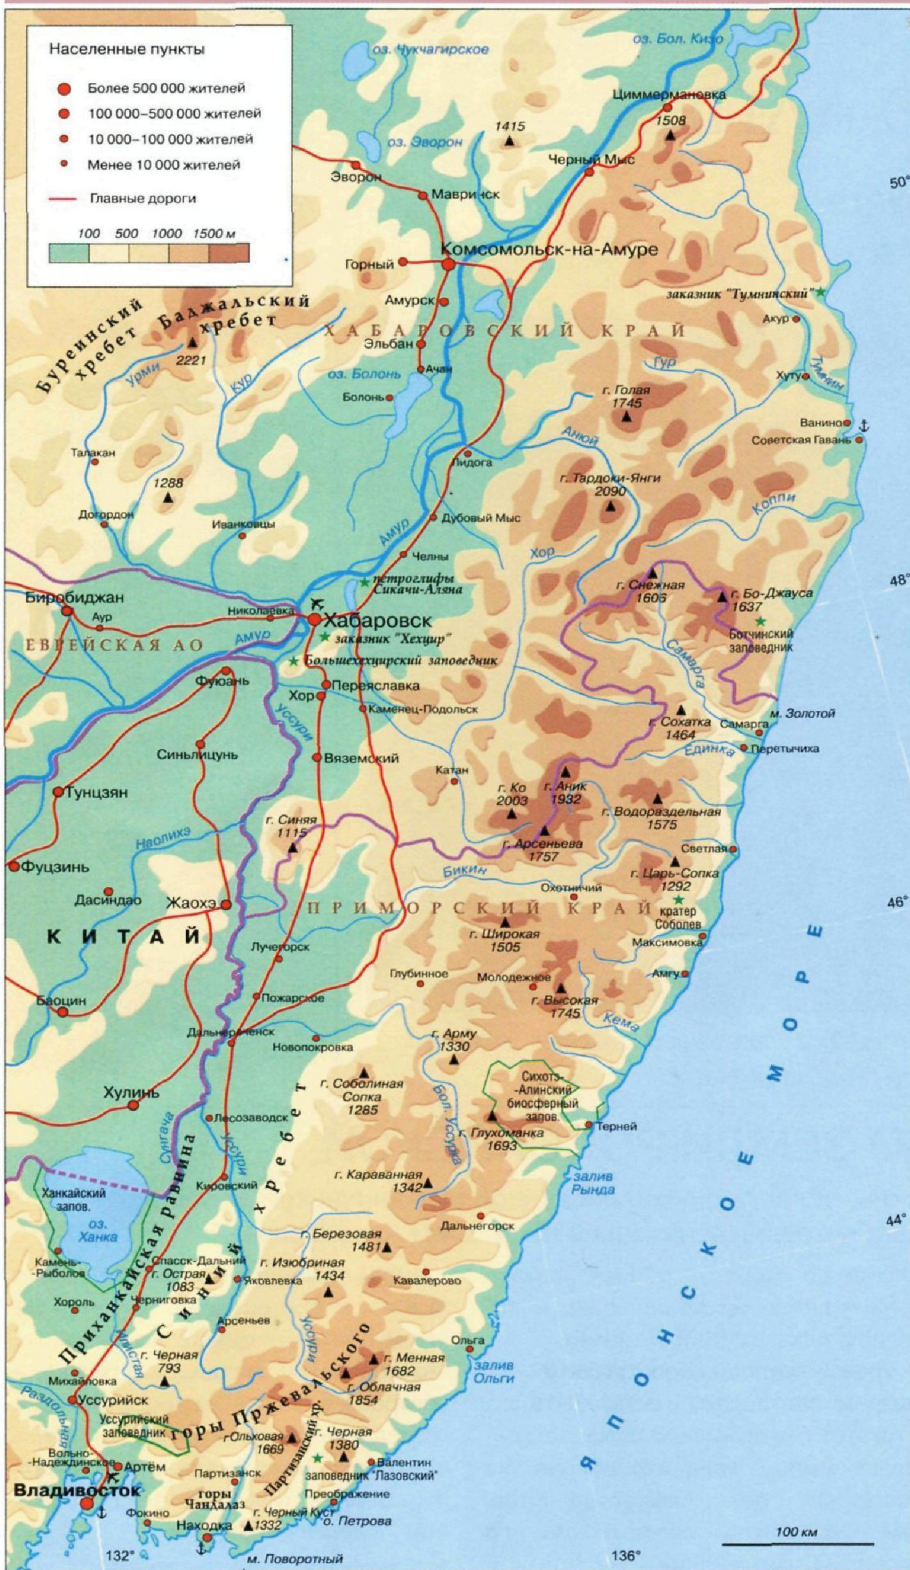 Населенные пункты
Более 500 000 жителей
100 000–500 000 жителей
10 000–100 000 жителей
Менее 10 000 жителей
Главные дороги
100 500 1000 1500 м
оз. Чукчагирское
оз. Бол. Кизо
Циммермановка
1508
1415
оз. Эворон
Черный Мыс
Эворон
Мавринск
50°
Комсомольск-на-Амуре
Горный
Амурск
заказник "Тумнинский"
Акур
Буреинский
хребет
Баджальский
хребет
2221
ХАБАРОВСКИЙ КРАЙ
Эльбан
Ачан
оз. Болонь
Болонь
Урми
Кур
Гур
Хуту
Тумнин
г. Голая
1745
Ванино
Советская Гавань
Анюй
Лидога
Талакан
1288
г. Тардоки-Янги
2090
Догордон
Иванковцы
Амур
Дубовый Мыс
Коппи
Хор
Челны
петроглифы
Сикачи-Аляна
г. Снежная
1606
48°
г. Бо-Джауса
1637
Биробиджан
Аур
Николаевка
Хабаровск
заказник "Хехцир"
Ботчинский
заповедник
ЕВРЕЙСКАЯ АО
Амур
Большехехцирский заповедник
Самарга
Фуюань
Переяславка
Хор
Каменец-Подольск
Уссури
г. Сохатка
1464
м. Золотой
Самарга
Перетычиха
Единка
Синьлицунь
Вяземский
Катан
г. Ко
2003
г. Аник
1932
Тунцзян
г. Водораздельная
1575
г. Синяя
1115
г. Арсеньева
1757
Светлая
Наолихэ
Фуцзинь
Бикин
г. Царь-Сопка
1292
Дасиндао
Жаохэ
Охотничий
ПРИМОРСКИЙ КРАЙ
кратер
Соболев
46°
КИТАЙ
г. Широкая
1505
Максимовка
Лучегорск
Глубинное
Молодежное
Амгу
Баоцин
Пожарское
г. Высокая
1745
Кема
Дальнереченск
Новопокровка
г. Арму
1330
Хулинь
г. Соболиная
Сопка
1285
Сихотэ-
-Алинский
биосферный
запов.
Бол. Уссурка
Лесозаводск
г. Глухоманка
1693
Терней
Сунгача
Уссури
Кировский
г. Караванная
1342
залив
Рында
Ханкайский
запов.
оз.
Ханка
Приханкайская равнина
Синий хребет
Дальнегорск
44°
г. Березовая
1481
Камень-
-Рыболов
Спасск-Дальний
г. Острая
1083
Яковлевка
г. Изюбриная
1434
Кавалерово
Хороль
Черниговка
Арсеньев
Илистая
Уссури
Ольга
залив
Ольги
г. Черная
793
г. Менная
1682
Михайловка
г. Облачная
1854
Уссурийск
Раздольная
Уссурийский
заповедник
горы Пржевальского
Партизанский хр.
гОльховая
1669
г. Черная
1380
Вольно-
-Надеждинское
Артём
Валентин
заповедник "Лазовский"
Партизанск
горы
Чандалаз
Преображение
Владивосток
Фокино
г. Черный Куст
1332
о. Петрова
Находка
м. Поворотный
ЯПОНСКОЕ МОРЕ
100 км
132°
136°